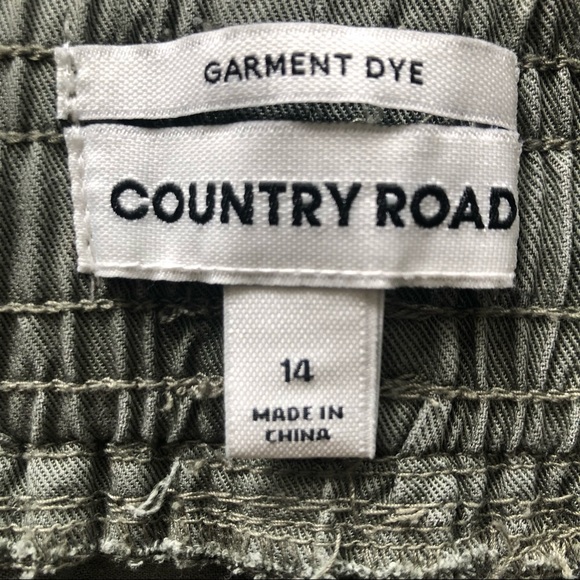 GARMENT DYE
COUNTRY ROAD
14
MADE IN
CHINA